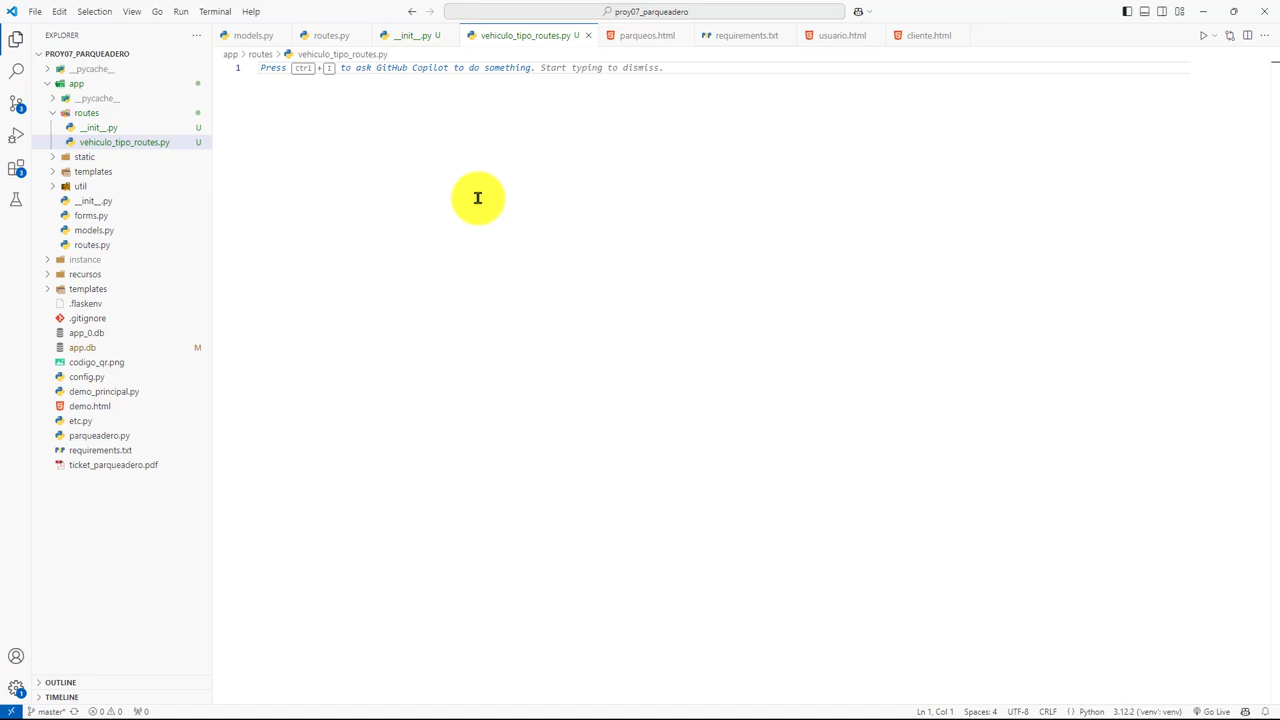 File Edit Selection View Go Run Terminal Help
proy07_parqueadero
EXPLORER
PROY07_PARQUEADERO
__pycache__
app
__pycache__
routes
__init__.py U
vehiculo_tipo_routes.py U
static
templates
util
__init__.py
forms.py
models.py
routes.py
instance
recursos
templates
.flaskenv
.gitignore
app_0.db
app.db M
codigo_qr.png
config.py
demo_principal.py
demo.html
etc.py
parqueadero.py
requirements.txt
ticket_parqueadero.pdf
OUTLINE
TIMELINE
models.py routes.py __init__.py U vehiculo_tipo_routes.py U parqueos.html requirements.txt usuario.html cliente.html
app > routes > vehiculo_tipo_routes.py
1 Press Ctrl+I to ask GitHub Copilot to do something. Start typing to dismiss.
3
3
1
master* 0 0 0 Ln 1, Col 1 Spaces: 4 UTF-8 CRLF { } Python 3.12.2 ('venv': venv) Go Live